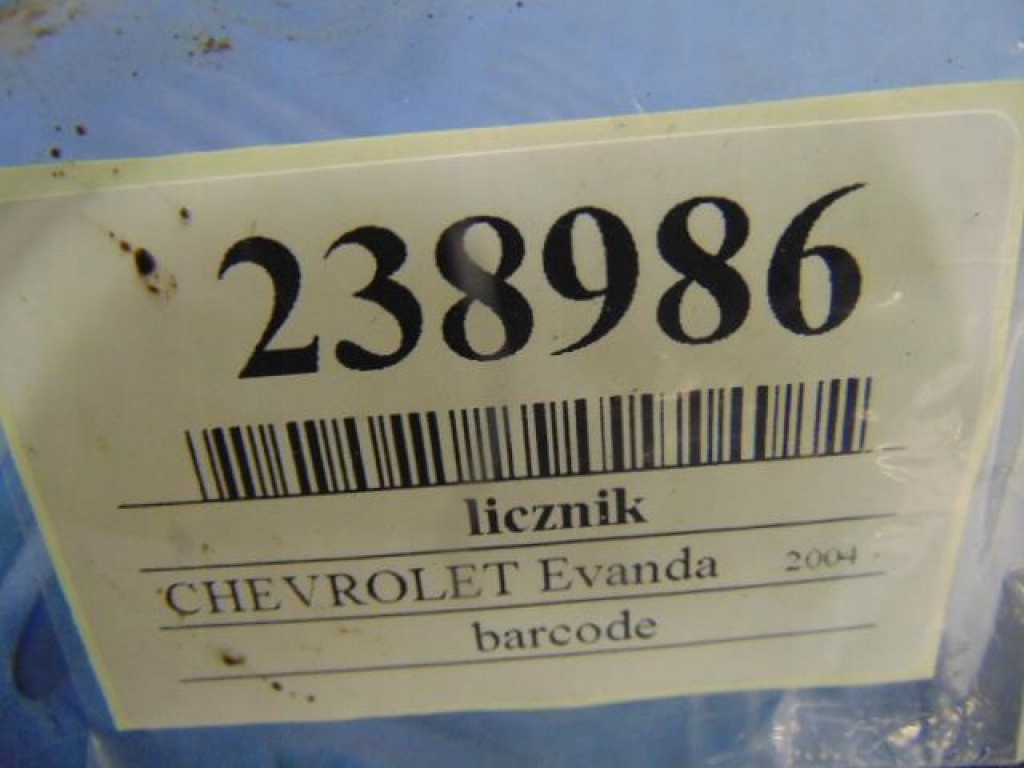 238986
licznik
CHEVROLET Evanda 2004 -
barcode